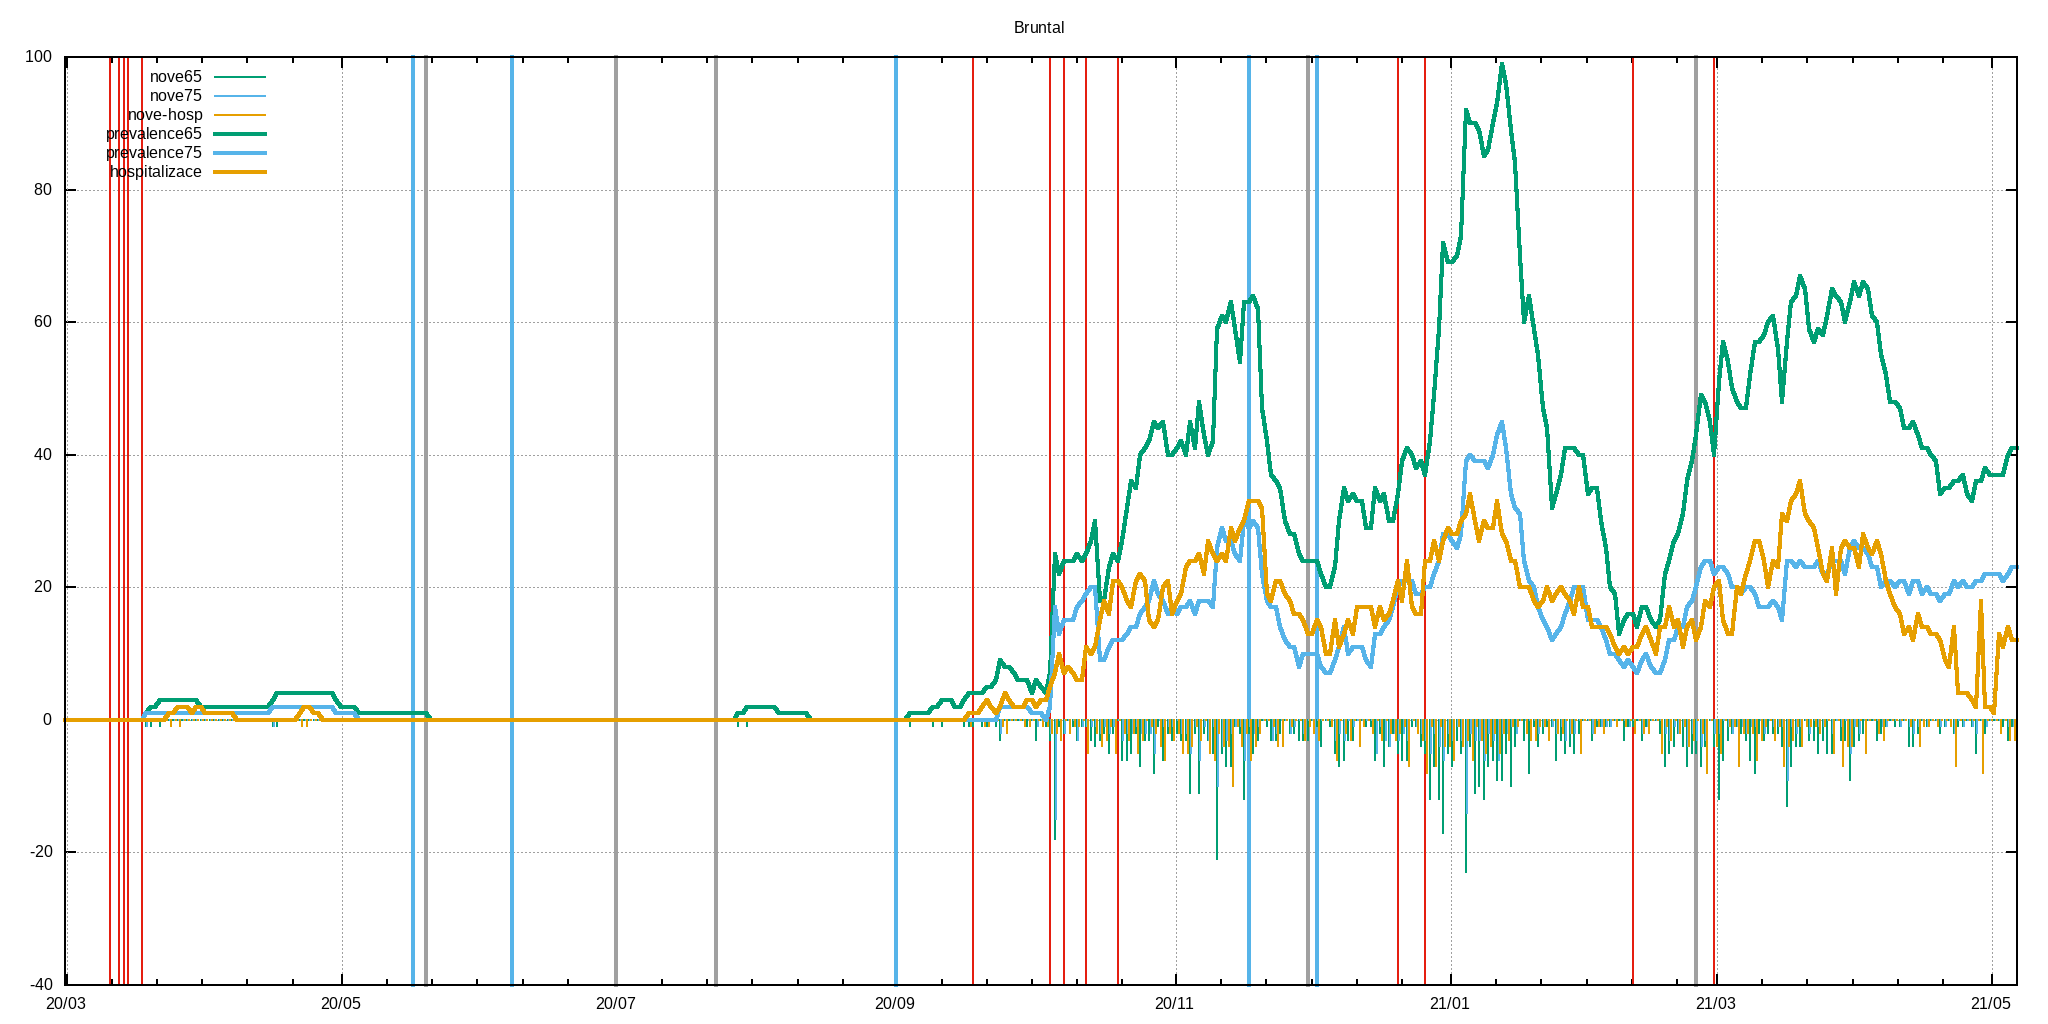 Bruntal
100
80
60
40
20
0
-20
-40
nove65
nove75
nove-hosp
prevalence65
prevalence75
hospitalizace
20/03 20/05 20/07 20/09 20/11 21/01 21/03 21/05